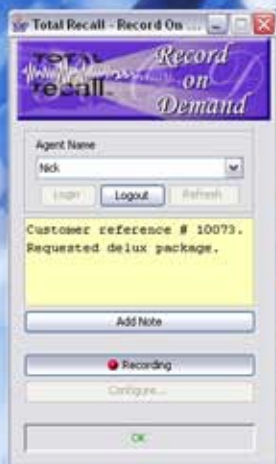 Total Recall - Record On ...
TOTAL
recall
Record
on
Demand
Agent Name
Nick
Login Logout Refresh
Customer reference # 10073.
Requested delux package.
Add Note
Recording
Configure...
OK